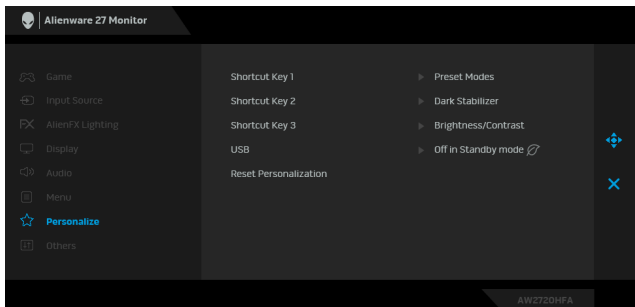 Alienware 27 Monitor
Game
Input Source
AlienFX Lighting
Display
Audio
Menu
Personalize
Others
Shortcut Key 1 Preset Modes
Shortcut Key 2 Dark Stabilizer
Shortcut Key 3 Brightness/Contrast
USB Off in Standby mode
Reset Personalization
AW2720HFA